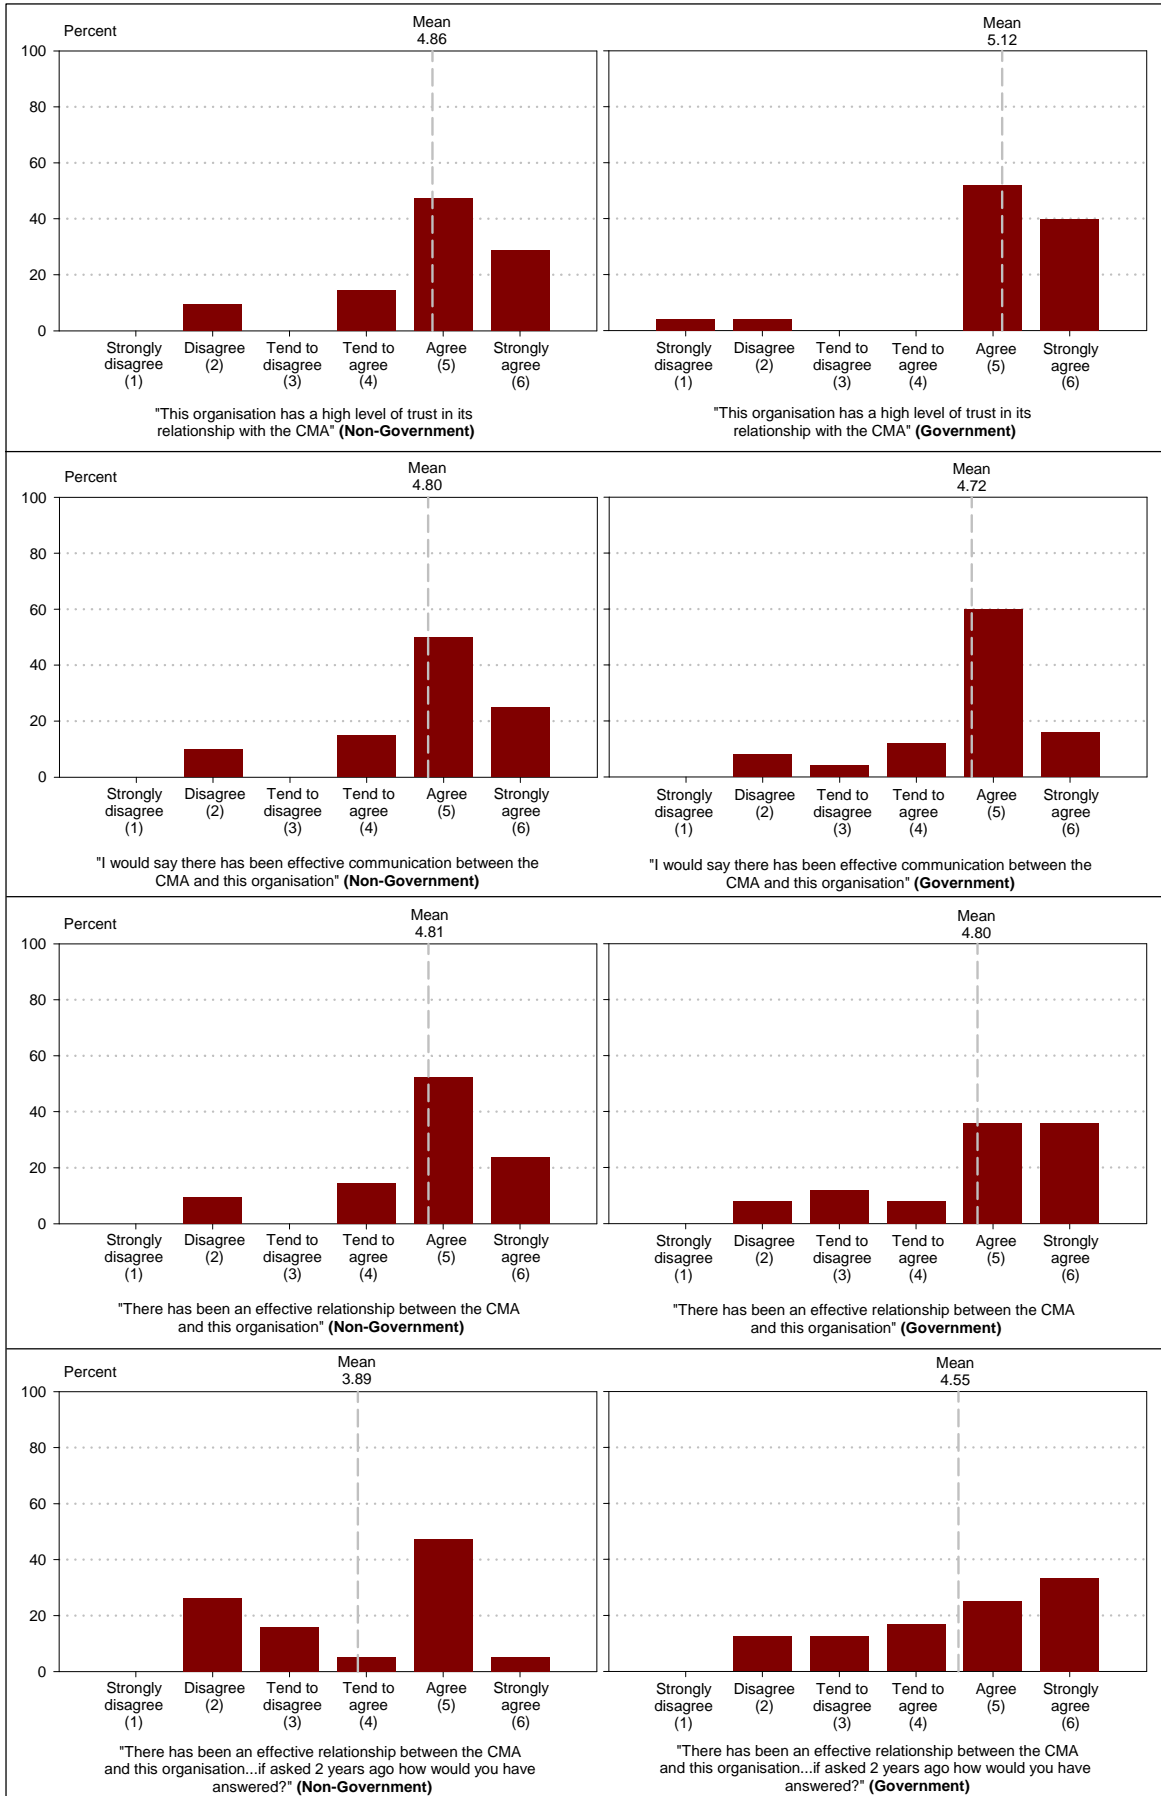 Percent
Mean
4.86
Mean
5.12
100
80
60
40
20
0
Strongly disagree (1)
Disagree (2)
Tend to disagree (3)
Tend to agree (4)
Agree (5)
Strongly agree (6)
Strongly disagree (1)
Disagree (2)
Tend to disagree (3)
Tend to agree (4)
Agree (5)
Strongly agree (6)
"This organisation has a high level of trust in its
relationship with the CMA" (Non-Government)
"This organisation has a high level of trust in its
relationship with the CMA" (Government)
Percent
Mean
4.80
Mean
4.72
100
80
60
40
20
0
Strongly disagree (1)
Disagree (2)
Tend to disagree (3)
Tend to agree (4)
Agree (5)
Strongly agree (6)
Strongly disagree (1)
Disagree (2)
Tend to disagree (3)
Tend to agree (4)
Agree (5)
Strongly agree (6)
"I would say there has been effective communication between the
CMA and this organisation" (Non-Government)
"I would say there has been effective communication between the
CMA and this organisation" (Government)
Percent
Mean
4.81
Mean
4.80
100
80
60
40
20
0
Strongly disagree (1)
Disagree (2)
Tend to disagree (3)
Tend to agree (4)
Agree (5)
Strongly agree (6)
Strongly disagree (1)
Disagree (2)
Tend to disagree (3)
Tend to agree (4)
Agree (5)
Strongly agree (6)
"There has been an effective relationship between the CMA
and this organisation" (Non-Government)
"There has been an effective relationship between the CMA
and this organisation" (Government)
Percent
Mean
3.89
Mean
4.55
100
80
60
40
20
0
Strongly disagree (1)
Disagree (2)
Tend to disagree (3)
Tend to agree (4)
Agree (5)
Strongly agree (6)
Strongly disagree (1)
Disagree (2)
Tend to disagree (3)
Tend to agree (4)
Agree (5)
Strongly agree (6)
"There has been an effective relationship between the CMA
and this organisation...if asked 2 years ago how would you have
answered?" (Non-Government)
"There has been an effective relationship between the CMA
and this organisation...if asked 2 years ago how would you have
answered?" (Government)